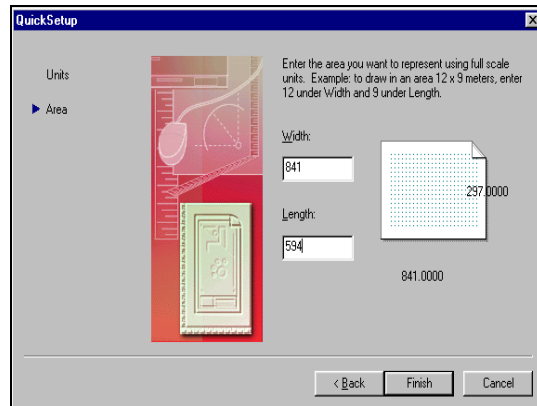 QuickSetup
Units
Area
Enter the area you want to represent using full scale
units. Example: to draw in an area 12 x 9 meters, enter
12 under Width and 9 under Length.
Width:
841
297.0000
Length:
594
841.0000
< Back
Finish
Cancel